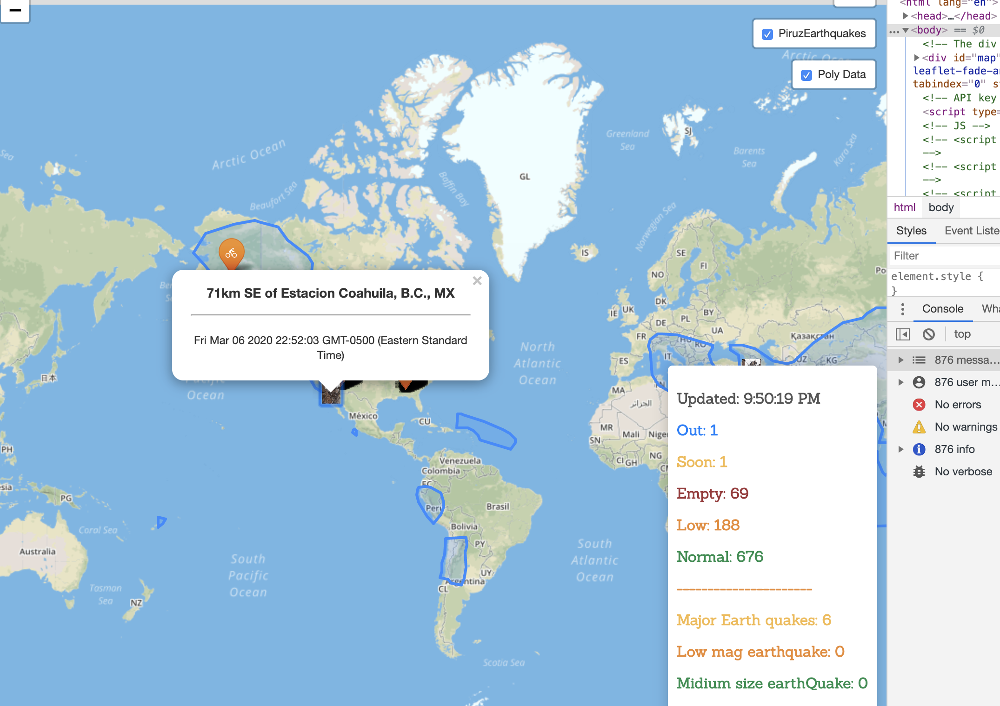 PiruzEarthquakes
Poly Data
Arctic
Sea
Arctic Ocean
Beaufort Sea
Baffin Bay
GL
Greenland
Sea
SJ
Barents
Sea
Kara Sea
Norwegian Sea
IS
SE
FI
NO
DK
IE UK
BY
PL
DE
UA
FR
Қазақстан
HU
RO
IT
ES
UZ
KG
71km SE of Estacion Coahuila, B.C., MX
×
Fri Mar 06 2020 22:52:03 GMT-0500 (Eastern Standard
Time)
North
Atlantic
Ocean
Pacific
Ocean
日本
MA
TN
الجزائر
México
CU
MR
Mali
Niger
SN
NG
CI GH
PH
Venezuela
Colombia
EC
Peru
Brasil
Bolivia
PY
UY
Argentina
CL
PG
Coral Sea
Australia
South
Pacific
Ocean
South
Atlantic
Ocean
Tasman
Sea
NZ
Scotia Sea
Updated: 9:50:19 PM
Out: 1
Soon: 1
Empty: 69
Low: 188
Normal: 676
----------------------
Major Earth quakes: 6
Low mag earthquake: 0
Midium size earthQuake: 0
<html lang="en">
<head>…</head>
<body> == $0
<!-- The div
<div id="map"
leaflet-fade-a
tabindex="0" s
<!-- API key
<script type=
<!-- JS -->
<!-- <script
-->
<!-- <script
-->
<!-- <script
html body
Styles Event Liste
Filter
element.style {
}
Console Wha
top
876 messa...
876 user m...
No errors
No warnings
876 info
No verbose